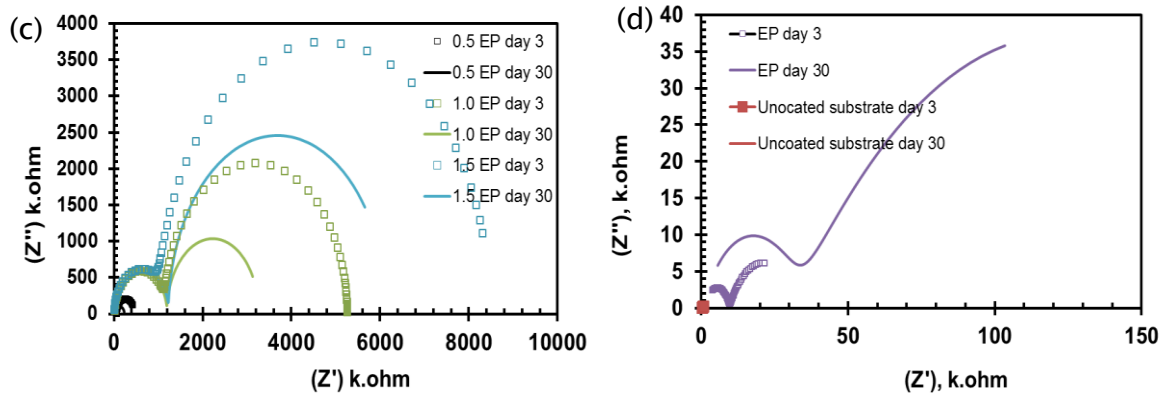 (c)
(Z'') k.ohm
4000
3500
3000
2500
2000
1500
1000
500
0
0 2000 4000 6000 8000 10000
(Z') k.ohm
0.5 EP day 3
0.5 EP day 30
1.0 EP day 3
1.0 EP day 30
1.5 EP day 3
1.5 EP day 30
(d)
(Z''), k.ohm
40
35
30
25
20
15
10
5
0
0 50 100 150
(Z'), k.ohm
EP day 3
EP day 30
Unocated substrate day 3
Uncoated substrate day 30